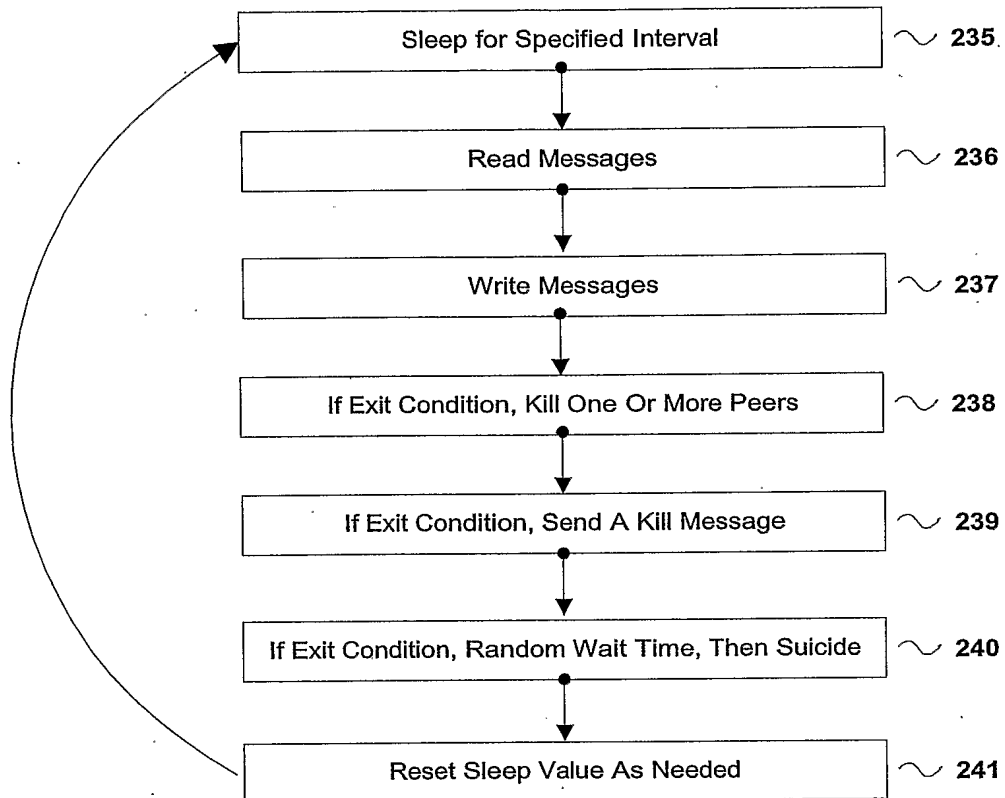 Sleep for Specified Interval 235
Read Messages 236
Write Messages 237
If Exit Condition, Kill One Or More Peers 238
If Exit Condition, Send A Kill Message 239
If Exit Condition, Random Wait Time, Then Suicide 240
Reset Sleep Value As Needed 241